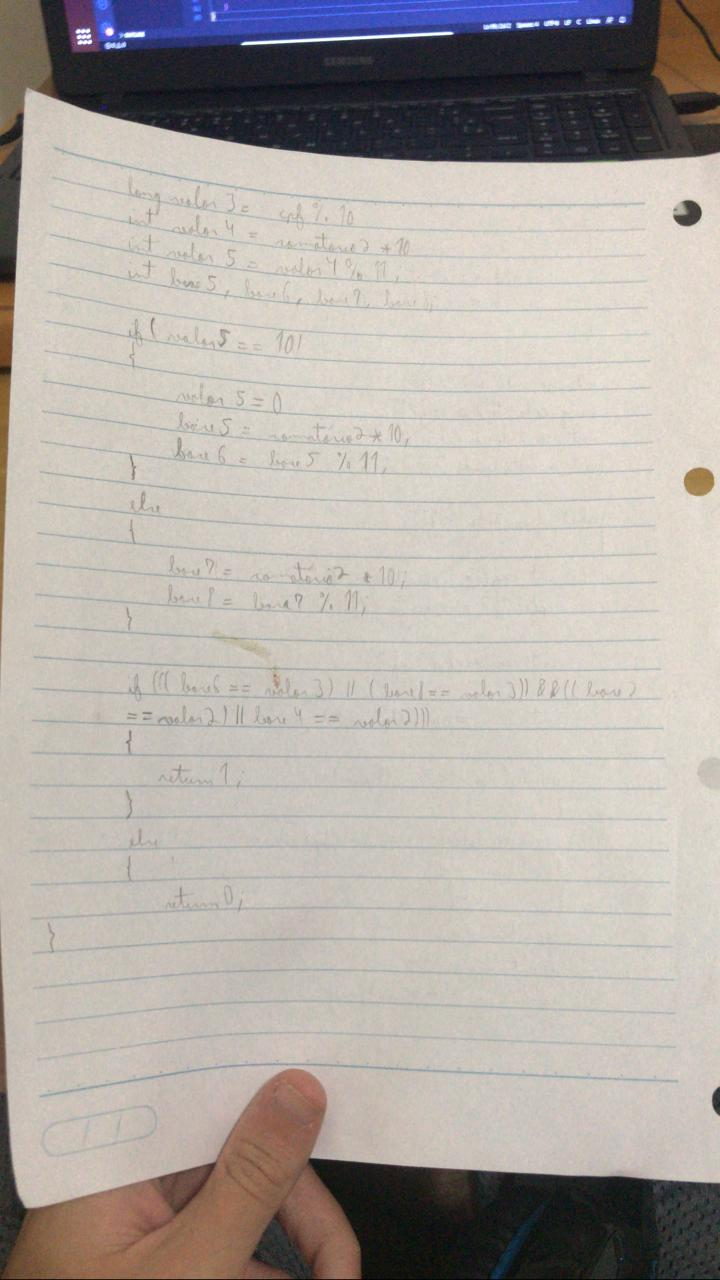 SAMSUNG
long valor 3 = cpf % 10
int valor 4 = somatorio2 * 10
int valor 5 = valor 4 % 11;
int base 5, base 6, base 7, base 8;
if ( valor 5 == 10)
{
valor 5 = 0
base 5 = somatorio2 * 10;
base 6 = base 5 % 11;
}
else
{
base 7 = somatório2 * 10;
base 8 = base 7 % 11;
}
if ((( base 6 == valor 3) || ( base 8 == valor 3)) && (( base 2
== valor 2) || base 4 == valor 2)))
{
return 1;
}
else
{
return 0;
}